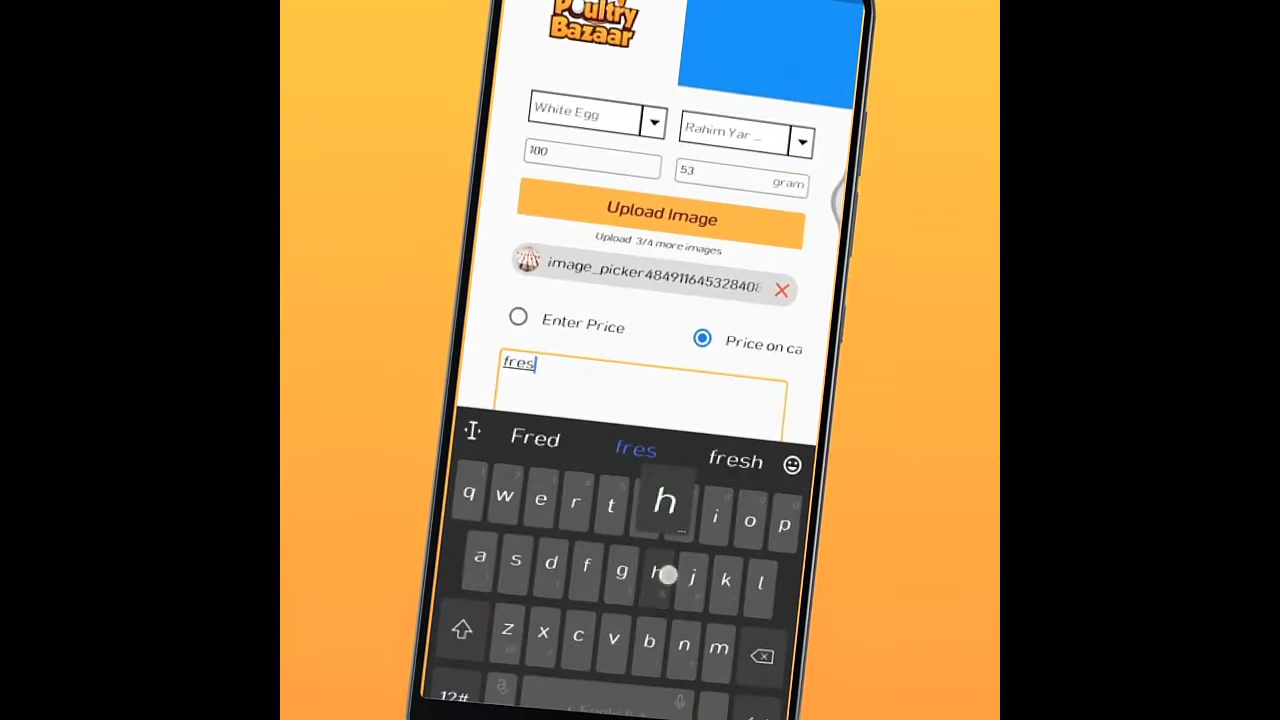 Poultry
Bazaar
White Egg
Rahim Yar ...
100
53
gram
Upload Image
Upload 3/4 more images
image_picker484911645328408
Enter Price
Price on ca
fres
Fred
fres
fresh
h
q w e r t i o p
a s d f g h j k l
z x c v b n m
12#
English